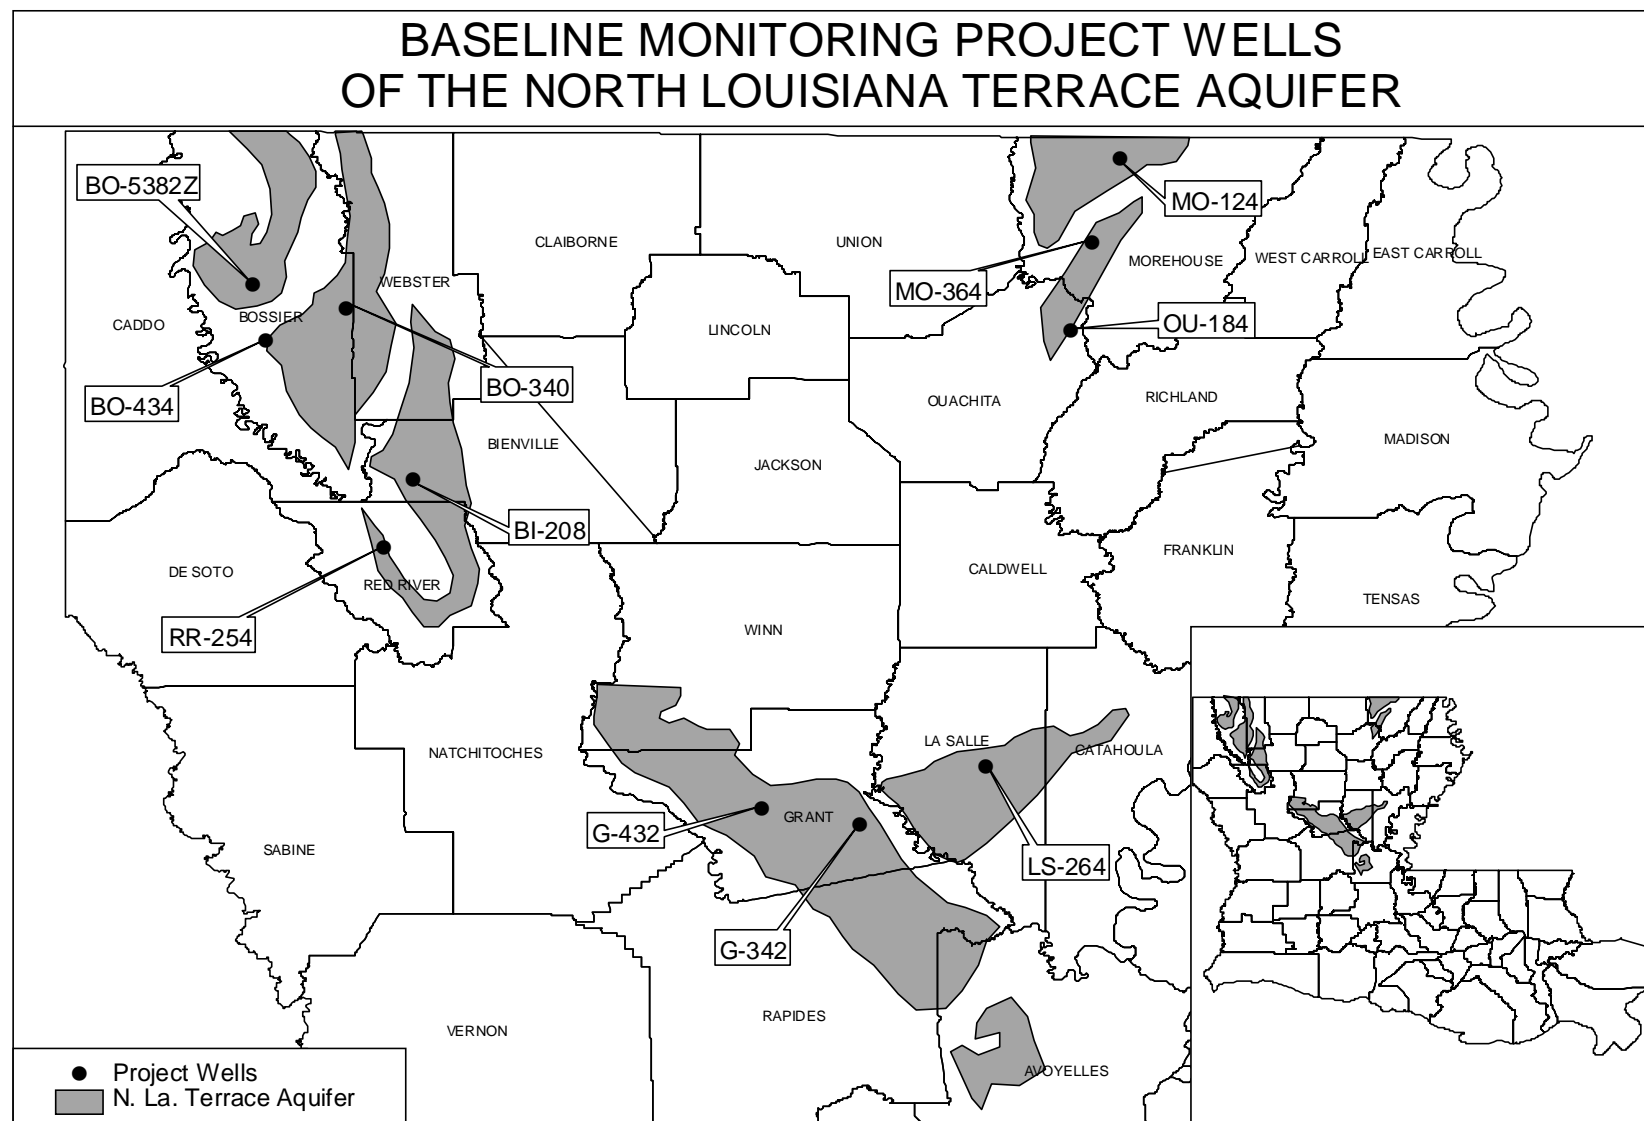 BASELINE MONITORING PROJECT WELLS
OF THE NORTH LOUISIANA TERRACE AQUIFER
BO-5382Z
MO-124
CLAIBORNE
UNION
MOREHOUSE
WEST CARROLL
EAST CARROLL
WEBSTER
MO-364
CADDO
BOSSIER
LINCOLN
OU-184
BO-340
BO-434
OUACHITA
RICHLAND
BIENVILLE
MADISON
JACKSON
BI-208
FRANKLIN
DE SOTO
RED RIVER
CALDWELL
TENSAS
RR-254
WINN
NATCHITOCHES
LA SALLE
CATAHOULA
G-432
GRANT
SABINE
LS-264
G-342
RAPIDES
VERNON
AVOYELLES
Project Wells
N. La. Terrace Aquifer